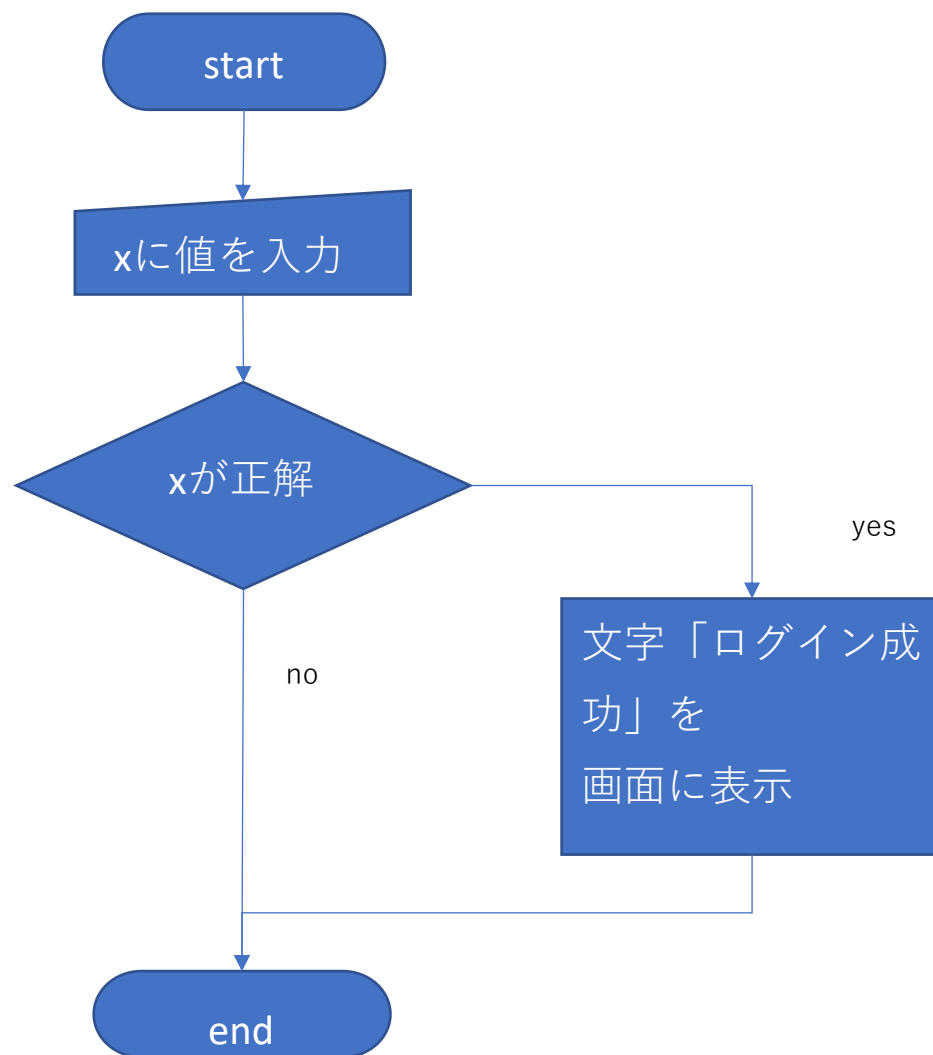 start
xに値を入力
xが正解
yes
文字「ログイン成
功」を
画面に表示
no
end